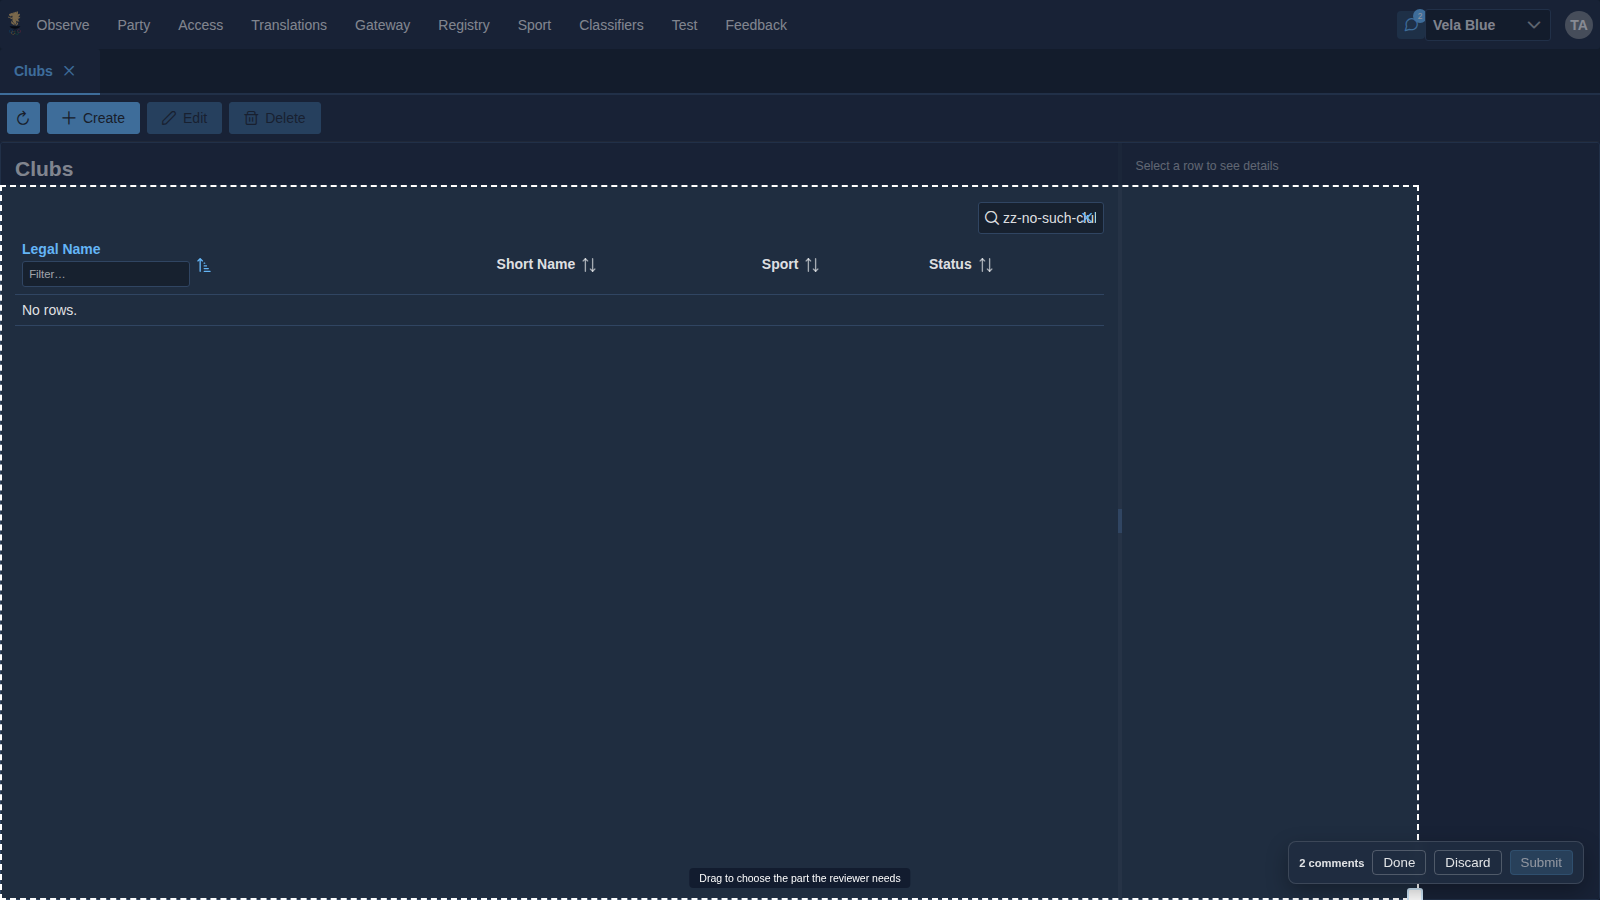 Observe Party Access Translations Gateway Registry Sport Classifiers Test Feedback 2 Vela Blue TA
Clubs
Create Edit Delete
Clubs
Select a row to see details
zz-no-such-clul
Legal Name
Filter... Short Name Sport Status
No rows.
Drag to choose the part the reviewer needs
2 comments Done Discard Submit